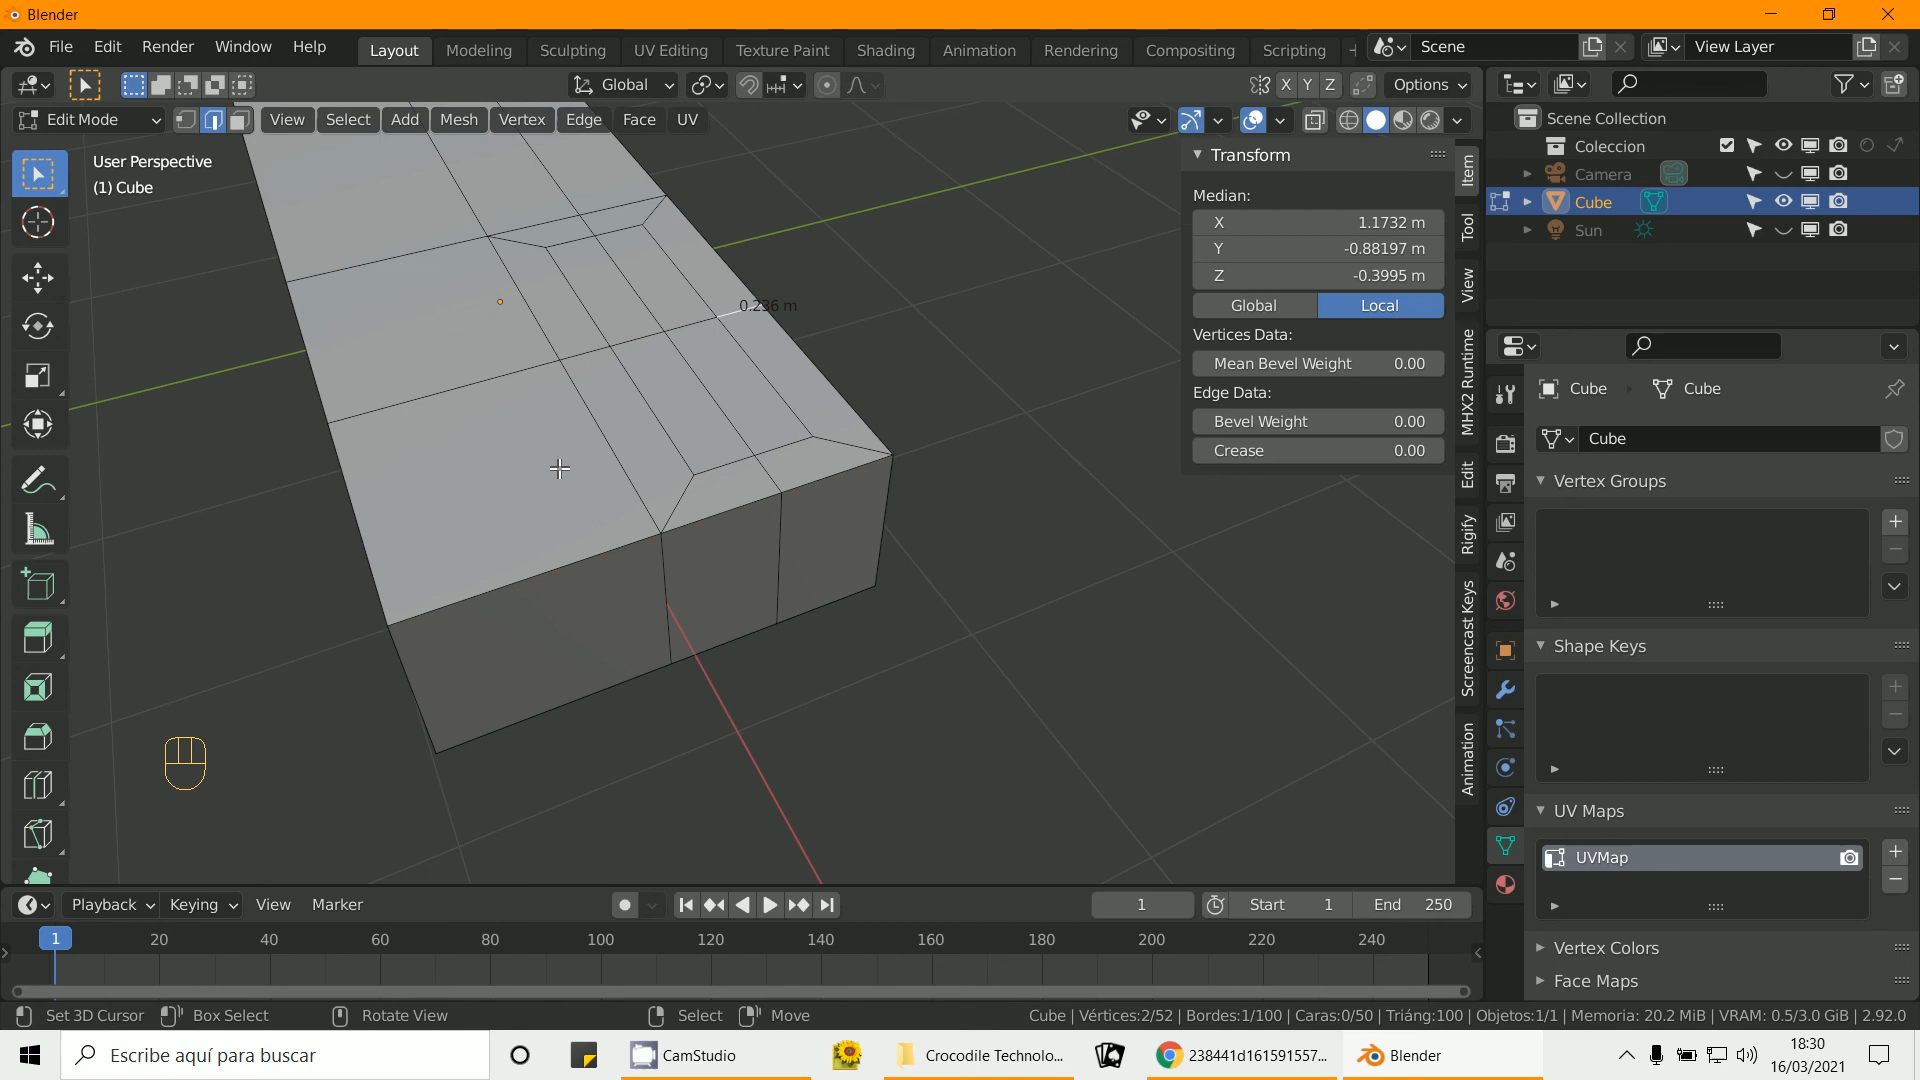 Blender
File Edit Render Window Help Layout Modeling Sculpting UV Editing Texture Paint Shading Animation Rendering Compositing Scripting Scene View Layer
Global X Y Z Options
Edit Mode View Select Add Mesh Vertex Edge Face UV
User Perspective
(1) Cube
0.236 m
Transform
Median:
X 1.1732 m
Y -0.88197 m
Z -0.3995 m
Global Local
Vertices Data:
Mean Bevel Weight 0.00
Edge Data:
Bevel Weight 0.00
Crease 0.00
Item
Tool
View
MHX2 Runtime
Edit
Rigify
Screencast Keys
Animation
Scene Collection
Coleccion
Camera
Cube
Sun
Cube Cube
Cube
Vertex Groups
Shape Keys
UV Maps
UVMap
Vertex Colors
Face Maps
Playback Keying View Marker 1 Start 1 End 250
1 20 40 60 80 100 120 140 160 180 200 220 240
Set 3D Cursor Box Select Rotate View Select Move Cube | Vértices:2/52 | Bordes:1/100 | Caras:0/50 | Triáng:100 | Objetos:1/1 | Memoria: 20.2 MiB | VRAM: 0.5/3.0 GiB | 2.92.0
Escribe aquí para buscar CamStudio Crocodile Technolo... 238441d161591557... Blender 18:30
16/03/2021